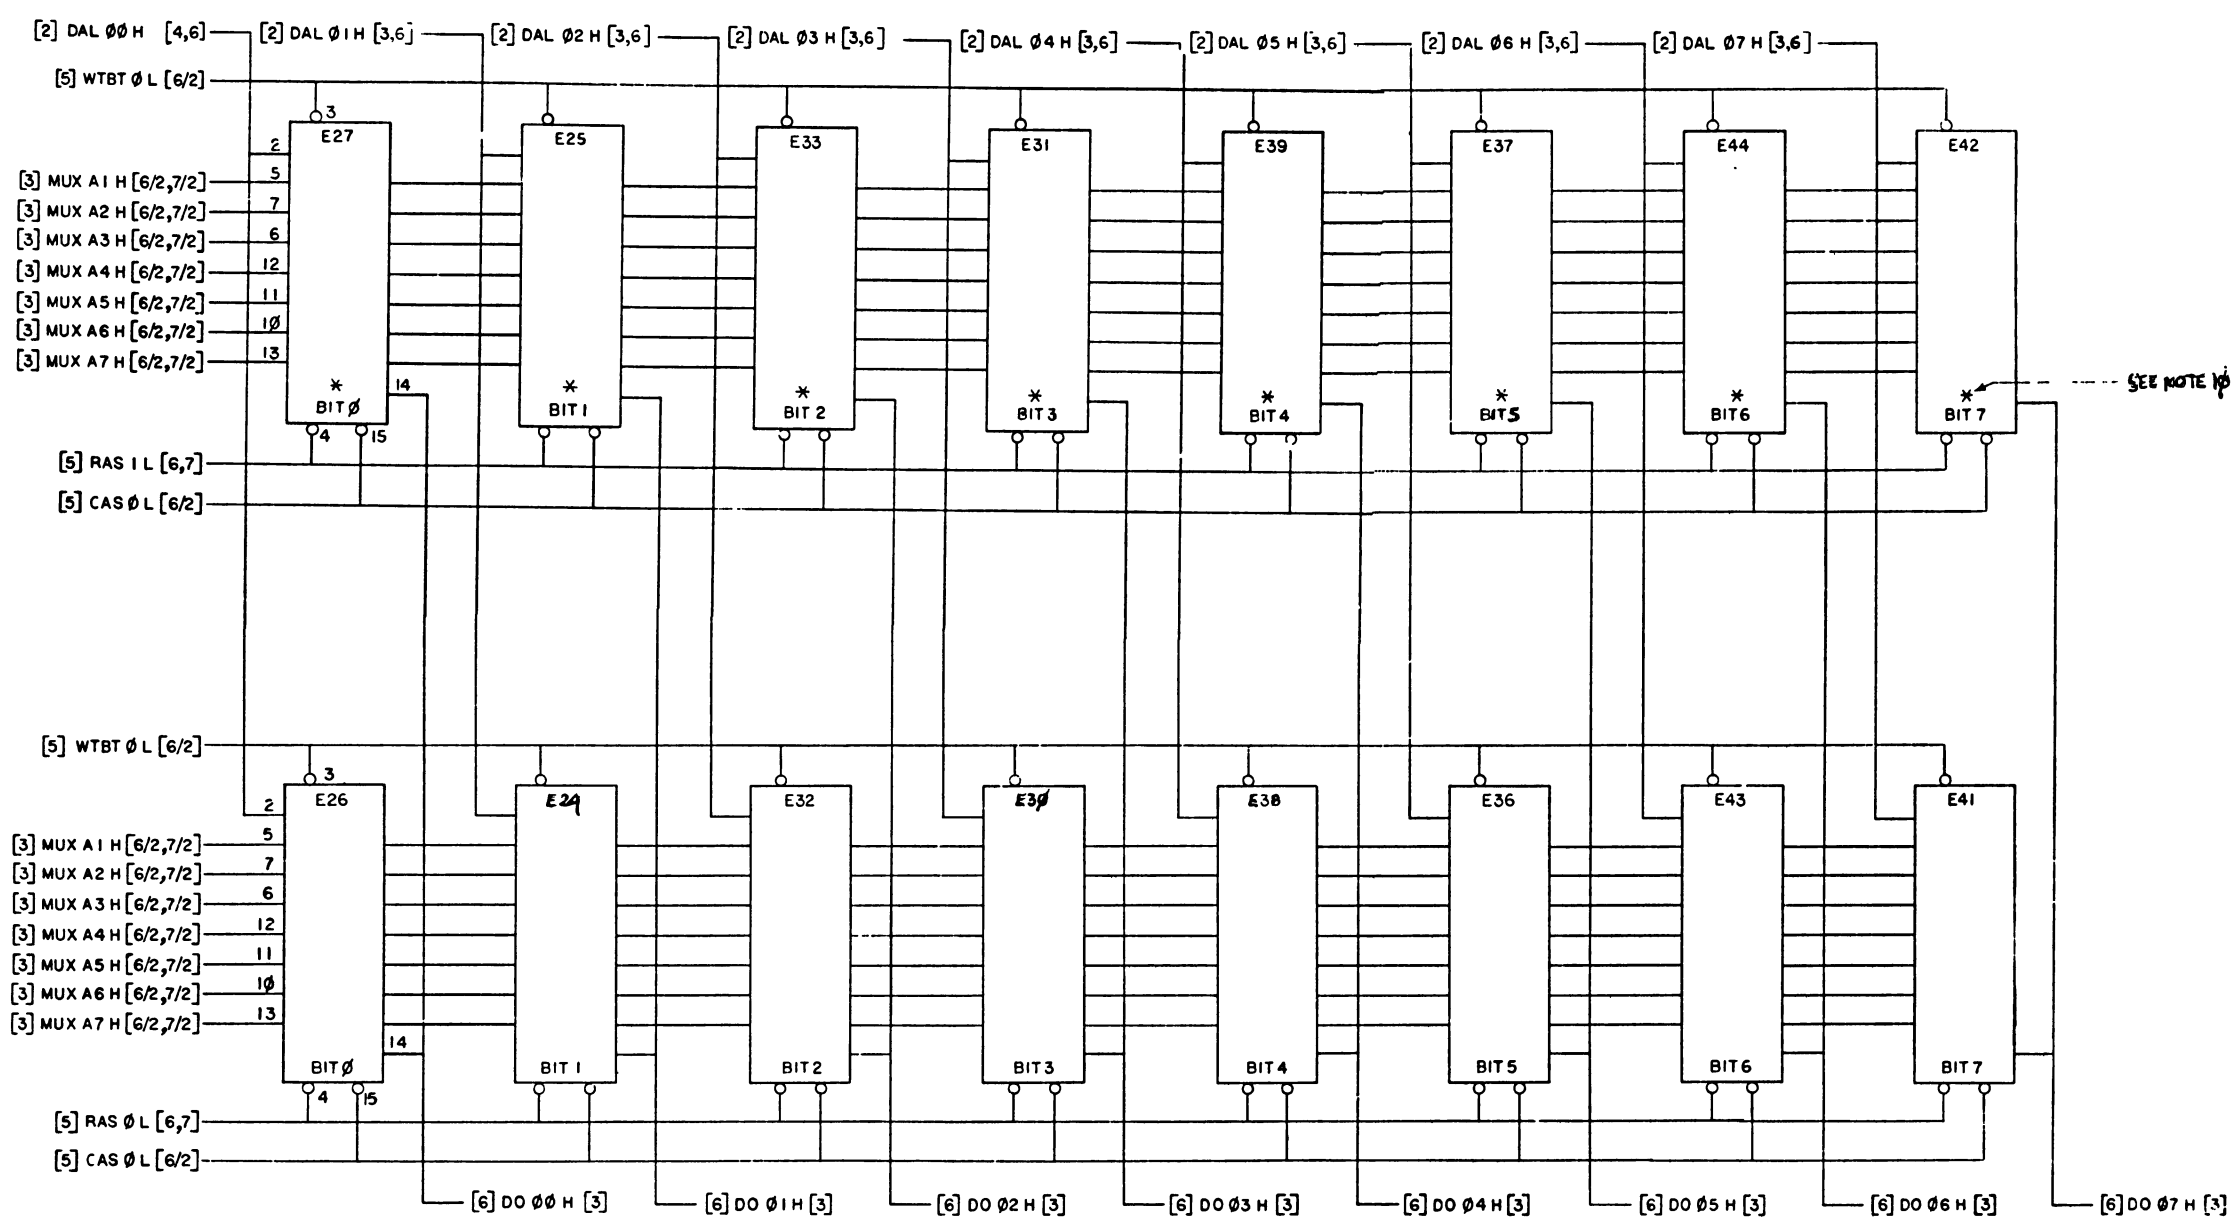 [2] DAL ØØ H [4,6] [2] DAL Ø1 H [3,6] [2] DAL Ø2 H [3,6] [2] DAL Ø3 H [3,6] [2] DAL Ø4 H [3,6] [2] DAL Ø5 H [3,6] [2] DAL Ø6 H [3,6] [2] DAL Ø7 H [3,6]
[5] WTBT Ø L [6/2]
3
E27 E25 E33 E31 E39 E37 E44 E42
2
[3] MUX A1 H [6/2,7/2] 5
[3] MUX A2 H [6/2,7/2] 7
[3] MUX A3 H [6/2,7/2] 6
[3] MUX A4 H [6/2,7/2] 12
[3] MUX A5 H [6/2,7/2] 11
[3] MUX A6 H [6/2,7/2] 1Ø
[3] MUX A7 H [6/2,7/2] 13
* 14 * * * * * * * SEE NOTE 1Ø
BIT Ø BIT 1 BIT 2 BIT 3 BIT 4 BIT 5 BIT 6 BIT 7
4 15
[5] RAS 1 L [6,7]
[5] CAS Ø L [6/2]
[5] WTBT Ø L [6/2]
3
E26 E29 E32 E3Ø E38 E36 E43 E41
2
[3] MUX A1 H [6/2,7/2] 5
[3] MUX A2 H [6/2,7/2] 7
[3] MUX A3 H [6/2,7/2] 6
[3] MUX A4 H [6/2,7/2] 12
[3] MUX A5 H [6/2,7/2] 11
[3] MUX A6 H [6/2,7/2] 1Ø
[3] MUX A7 H [6/2,7/2] 13
14
BIT Ø BIT 1 BIT 2 BIT 3 BIT 4 BIT 5 BIT 6 BIT 7
4 15
[5] RAS Ø L [6,7]
[5] CAS Ø L [6/2]
[6] DO ØØ H [3] [6] DO Ø1 H [3] [6] DO Ø2 H [3] [6] DO Ø3 H [3] [6] DO Ø4 H [3] [6] DO Ø5 H [3] [6] DO Ø6 H [3] [6] DO Ø7 H [3]